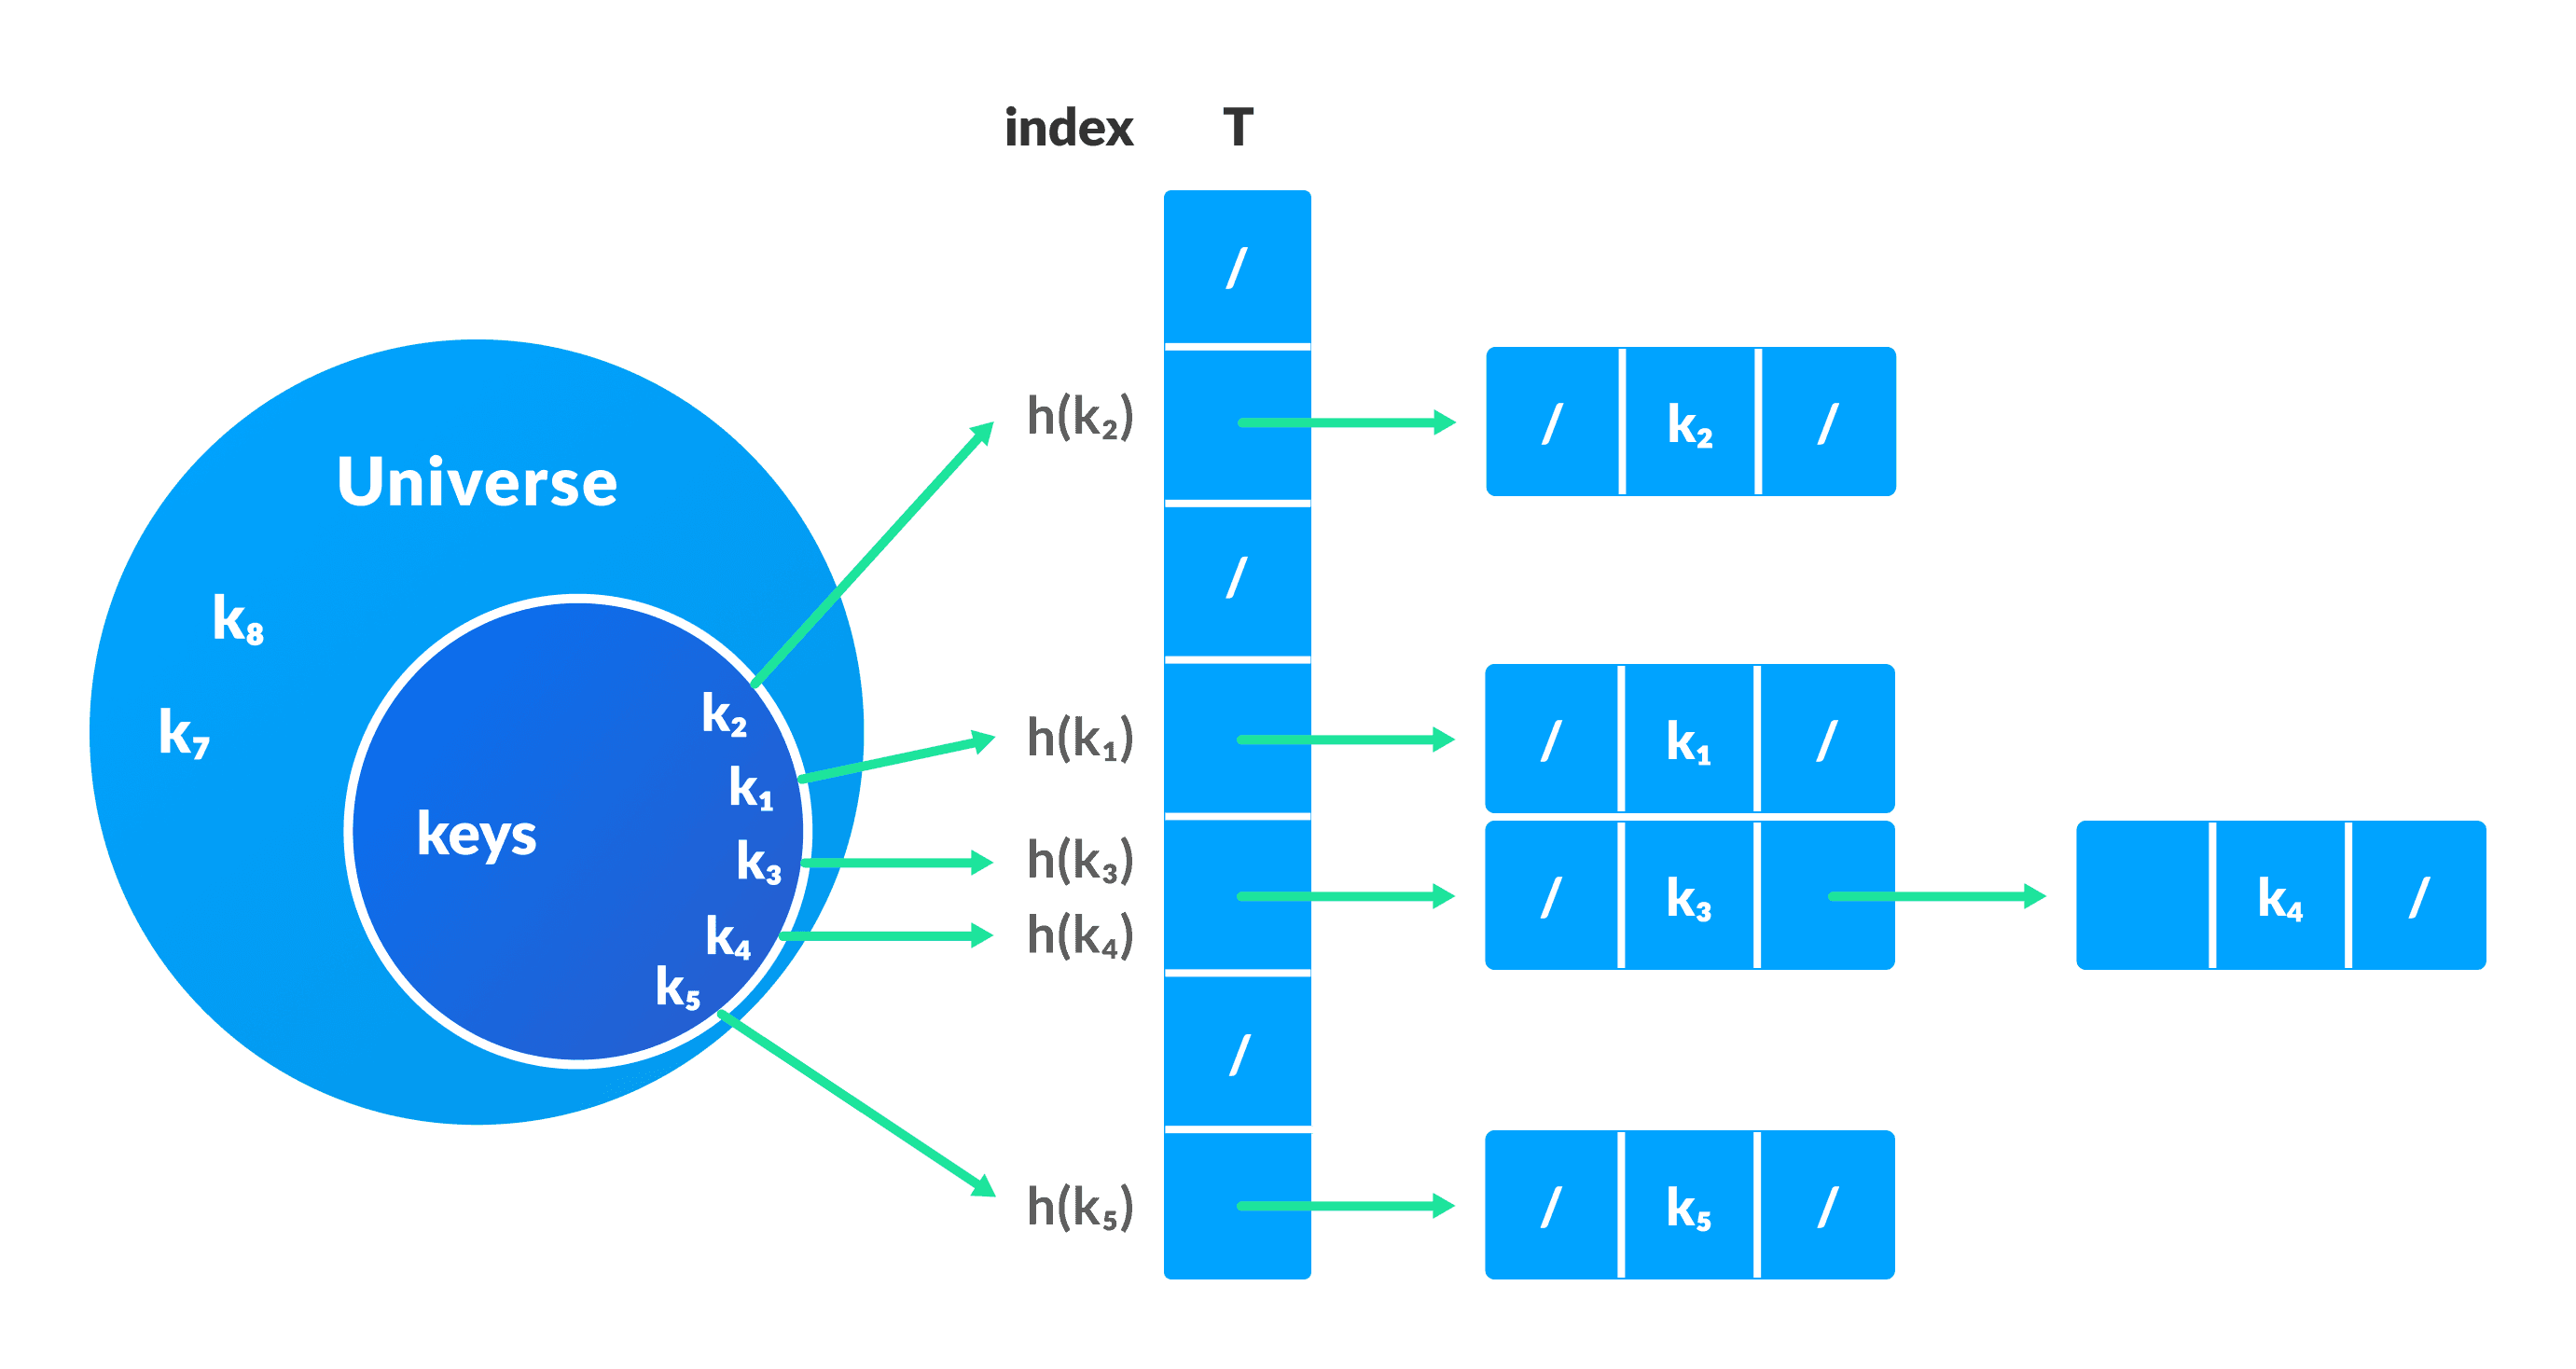 index T
/
h(k₂) / k₂ /
Universe
/
k₈
k₂
k₇
h(k₁) / k₁ /
k₁
keys
h(k₃)
k₃
/ k₃
k₄ /
k₄
h(k₄)
k₅
/
h(k₅) / k₅ /